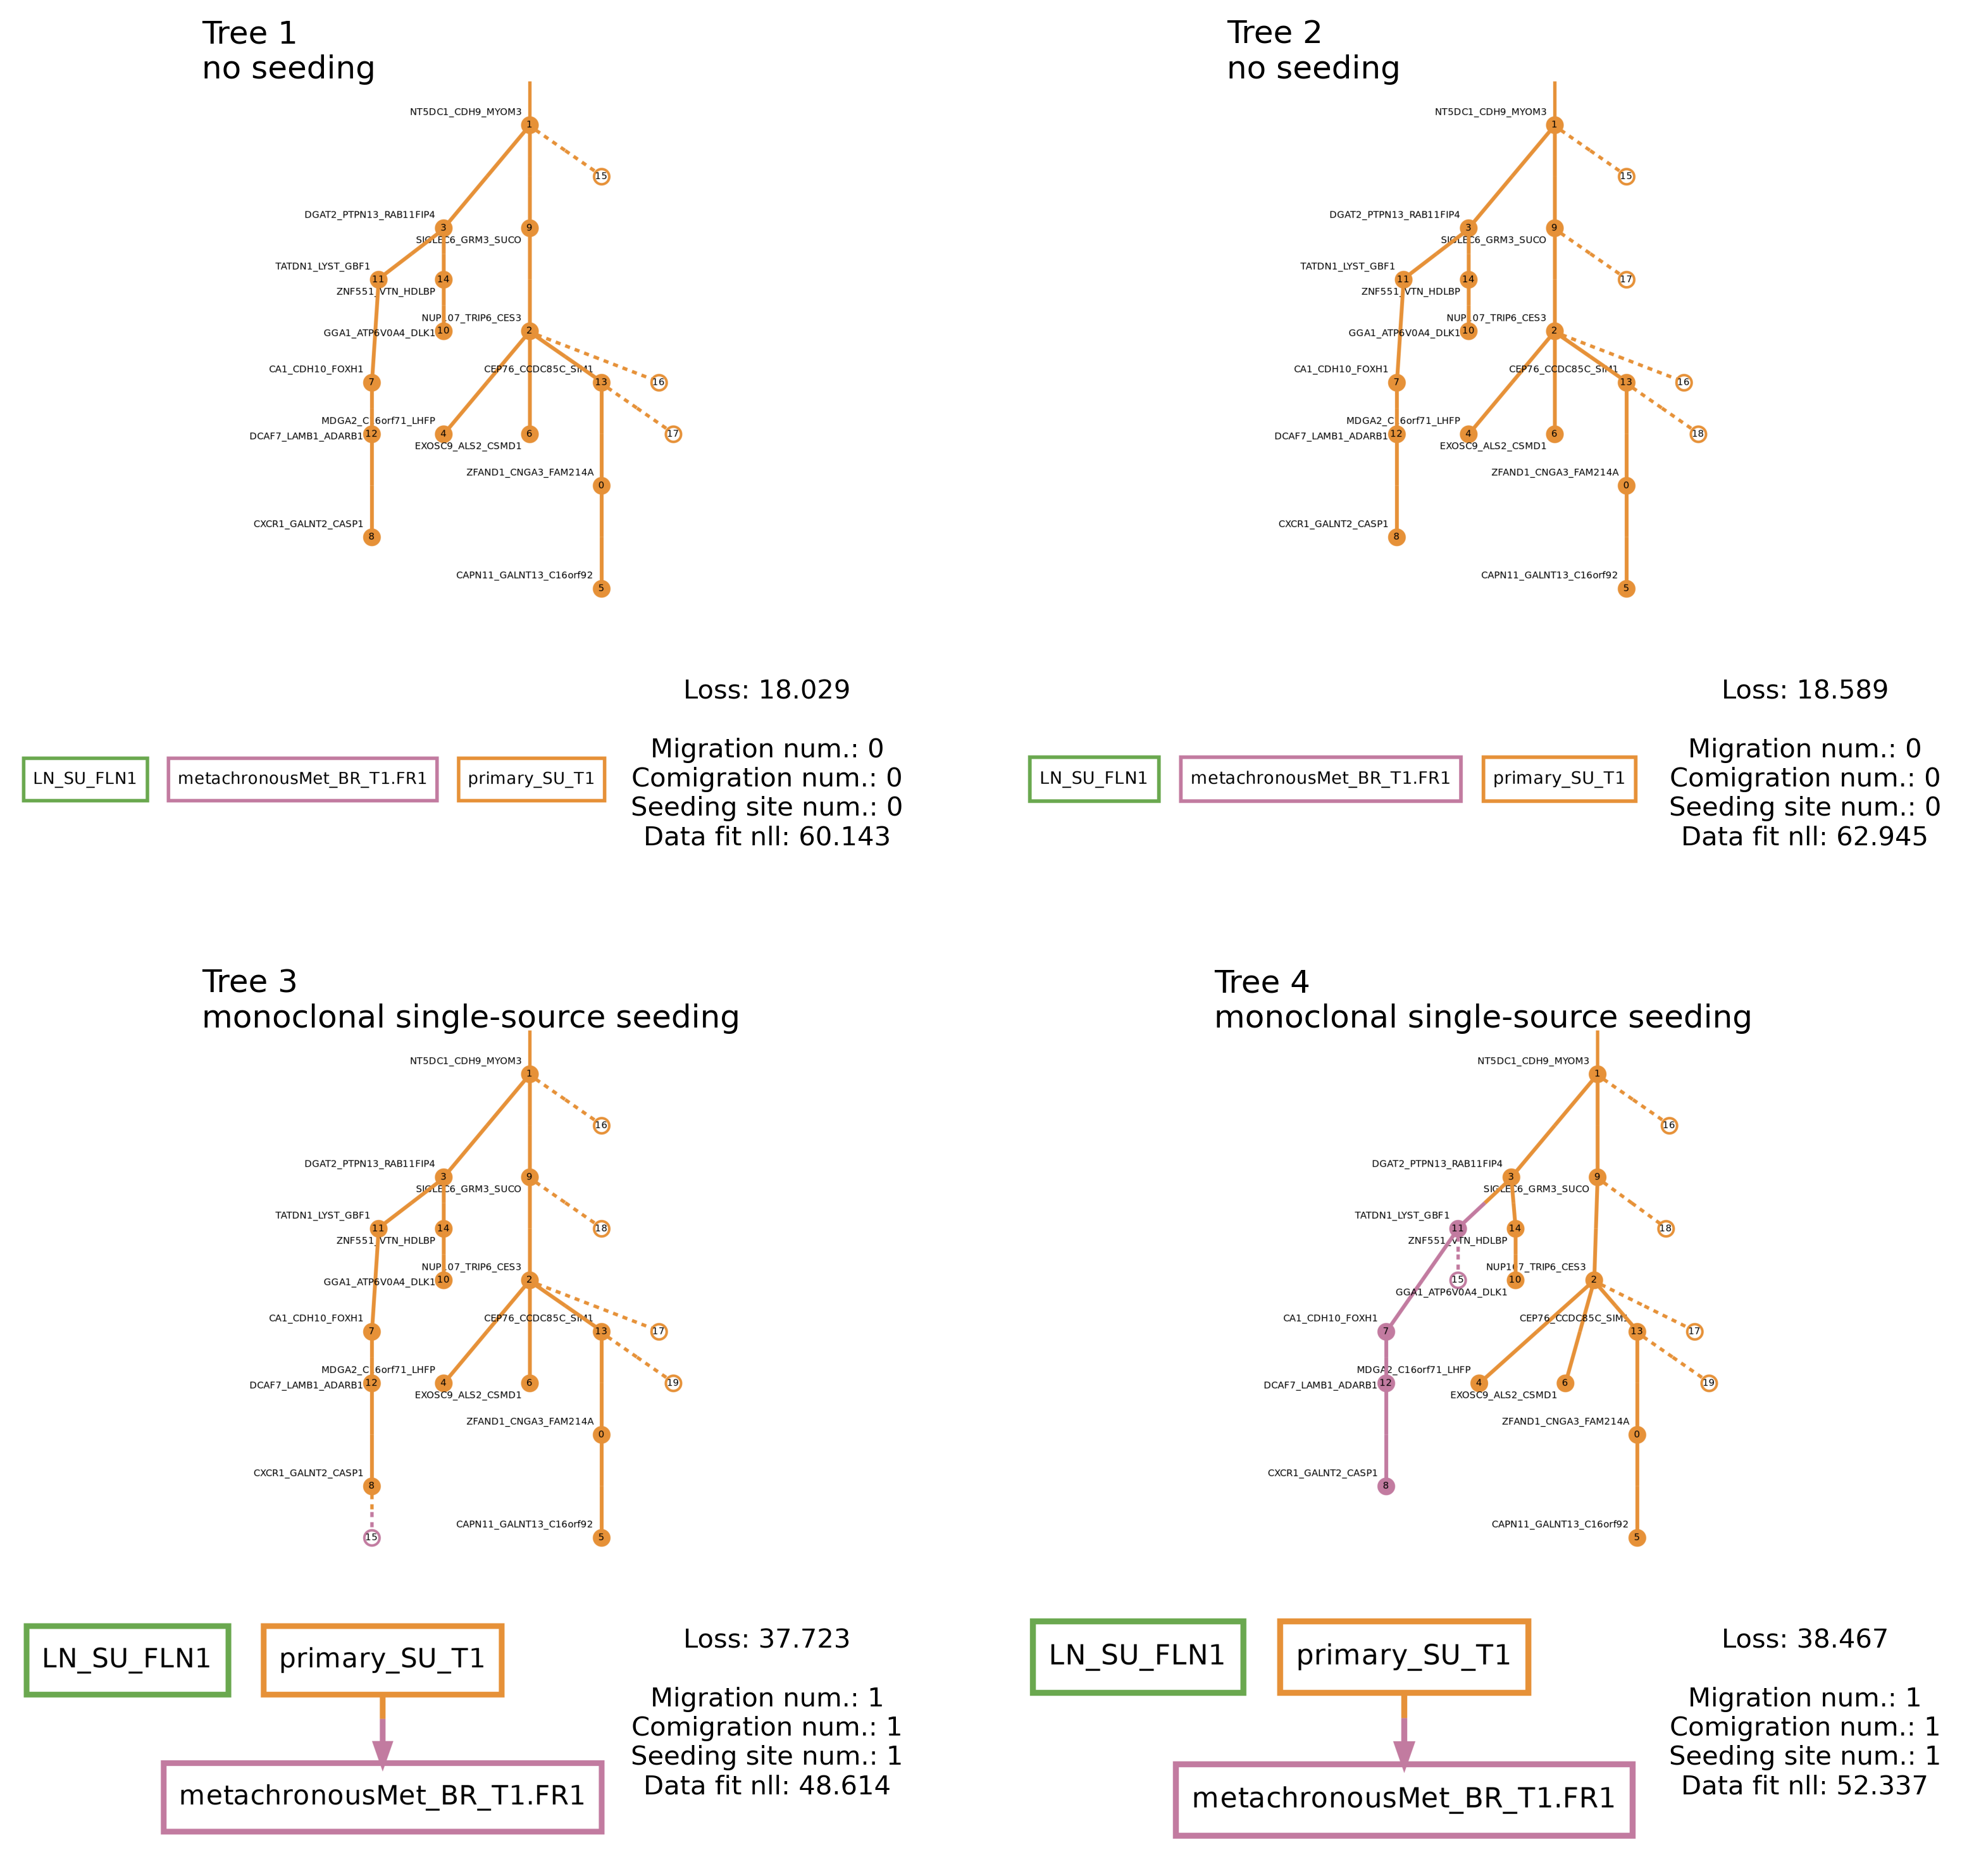 Tree 1
no seeding
NT5DC1_CDH9_MYOM3
1
15
DGAT2_PTPN13_RAB11FIP4
3
9
SIGLEC6_GRM3_SUCO
TATDN1_LYST_GBF1
11
14
ZNF551_VTN_HDLBP
NUP107_TRIP6_CES3
GGA1_ATP6V0A4_DLK1
10
2
CA1_CDH10_FOXH1
CEP76_CCDC85C_SIM1
7
13
16
MDGA2_C16orf71_LHFP
DCAF7_LAMB1_ADARB1
12
4
6
17
EXOSC9_ALS2_CSMD1
ZFAND1_CNGA3_FAM214A
0
CXCR1_GALNT2_CASP1
8
CAPN11_GALNT13_C16orf92
5
LN_SU_FLN1
metachronousMet_BR_T1.FR1
primary_SU_T1
Loss: 18.029
Migration num.: 0
Comigration num.: 0
Seeding site num.: 0
Data fit nll: 60.143
Tree 2
no seeding
NT5DC1_CDH9_MYOM3
1
15
DGAT2_PTPN13_RAB11FIP4
3
9
SIGLEC6_GRM3_SUCO
TATDN1_LYST_GBF1
11
14
17
ZNF551_VTN_HDLBP
NUP107_TRIP6_CES3
GGA1_ATP6V0A4_DLK1
10
2
CA1_CDH10_FOXH1
CEP76_CCDC85C_SIM1
7
13
16
MDGA2_C16orf71_LHFP
DCAF7_LAMB1_ADARB1
12
4
6
18
EXOSC9_ALS2_CSMD1
ZFAND1_CNGA3_FAM214A
0
CXCR1_GALNT2_CASP1
8
CAPN11_GALNT13_C16orf92
5
LN_SU_FLN1
metachronousMet_BR_T1.FR1
primary_SU_T1
Loss: 18.589
Migration num.: 0
Comigration num.: 0
Seeding site num.: 0
Data fit nll: 62.945
Tree 3
monoclonal single-source seeding
NT5DC1_CDH9_MYOM3
1
16
DGAT2_PTPN13_RAB11FIP4
3
9
SIGLEC6_GRM3_SUCO
TATDN1_LYST_GBF1
11
14
18
ZNF551_VTN_HDLBP
NUP107_TRIP6_CES3
GGA1_ATP6V0A4_DLK1
10
2
CA1_CDH10_FOXH1
CEP76_CCDC85C_SIM1
7
13
17
MDGA2_C16orf71_LHFP
DCAF7_LAMB1_ADARB1
12
4
6
19
EXOSC9_ALS2_CSMD1
ZFAND1_CNGA3_FAM214A
0
CXCR1_GALNT2_CASP1
8
CAPN11_GALNT13_C16orf92
15
5
LN_SU_FLN1
primary_SU_T1
metachronousMet_BR_T1.FR1
Loss: 37.723
Migration num.: 1
Comigration num.: 1
Seeding site num.: 1
Data fit nll: 48.614
Tree 4
monoclonal single-source seeding
NT5DC1_CDH9_MYOM3
1
16
DGAT2_PTPN13_RAB11FIP4
3
9
SIGLEC6_GRM3_SUCO
TATDN1_LYST_GBF1
11
14
18
ZNF551_VTN_HDLBP
NUP107_TRIP6_CES3
15
10
2
GGA1_ATP6V0A4_DLK1
CA1_CDH10_FOXH1
CEP76_CCDC85C_SIM1
7
13
17
MDGA2_C16orf71_LHFP
DCAF7_LAMB1_ADARB1
12
4
6
19
EXOSC9_ALS2_CSMD1
ZFAND1_CNGA3_FAM214A
0
CXCR1_GALNT2_CASP1
8
CAPN11_GALNT13_C16orf92
5
LN_SU_FLN1
primary_SU_T1
metachronousMet_BR_T1.FR1
Loss: 38.467
Migration num.: 1
Comigration num.: 1
Seeding site num.: 1
Data fit nll: 52.337